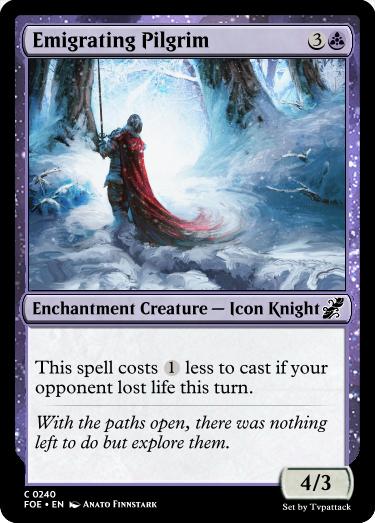 Emigrating Pilgrim 3
Enchantment Creature — Icon Knight
This spell costs 1 less to cast if your
opponent lost life this turn.
With the paths open, there was nothing
left to do but explore them.
4/3
C 0240
FOE • EN Anato Finnstark
Set by Tvpattack